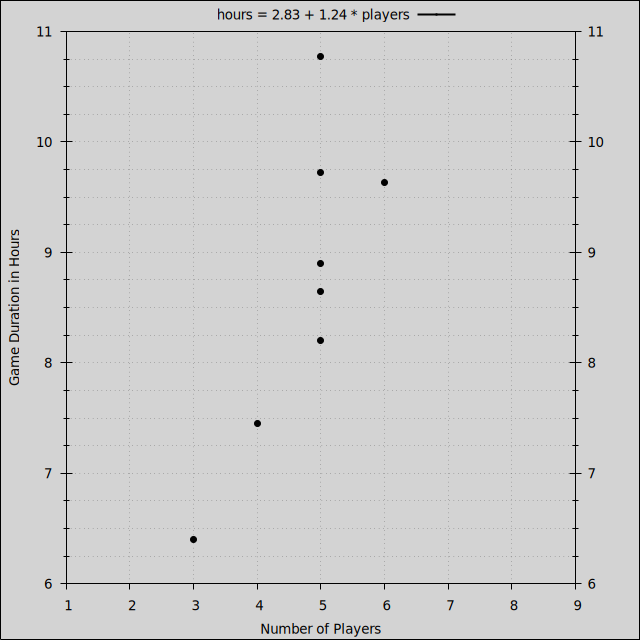 hours = 2.83 + 1.24 * players
11 11
10 10
9 9
8 8
7 7
6 6
1 2 3 4 5 6 7 8 9
Game Duration in Hours
Number of Players